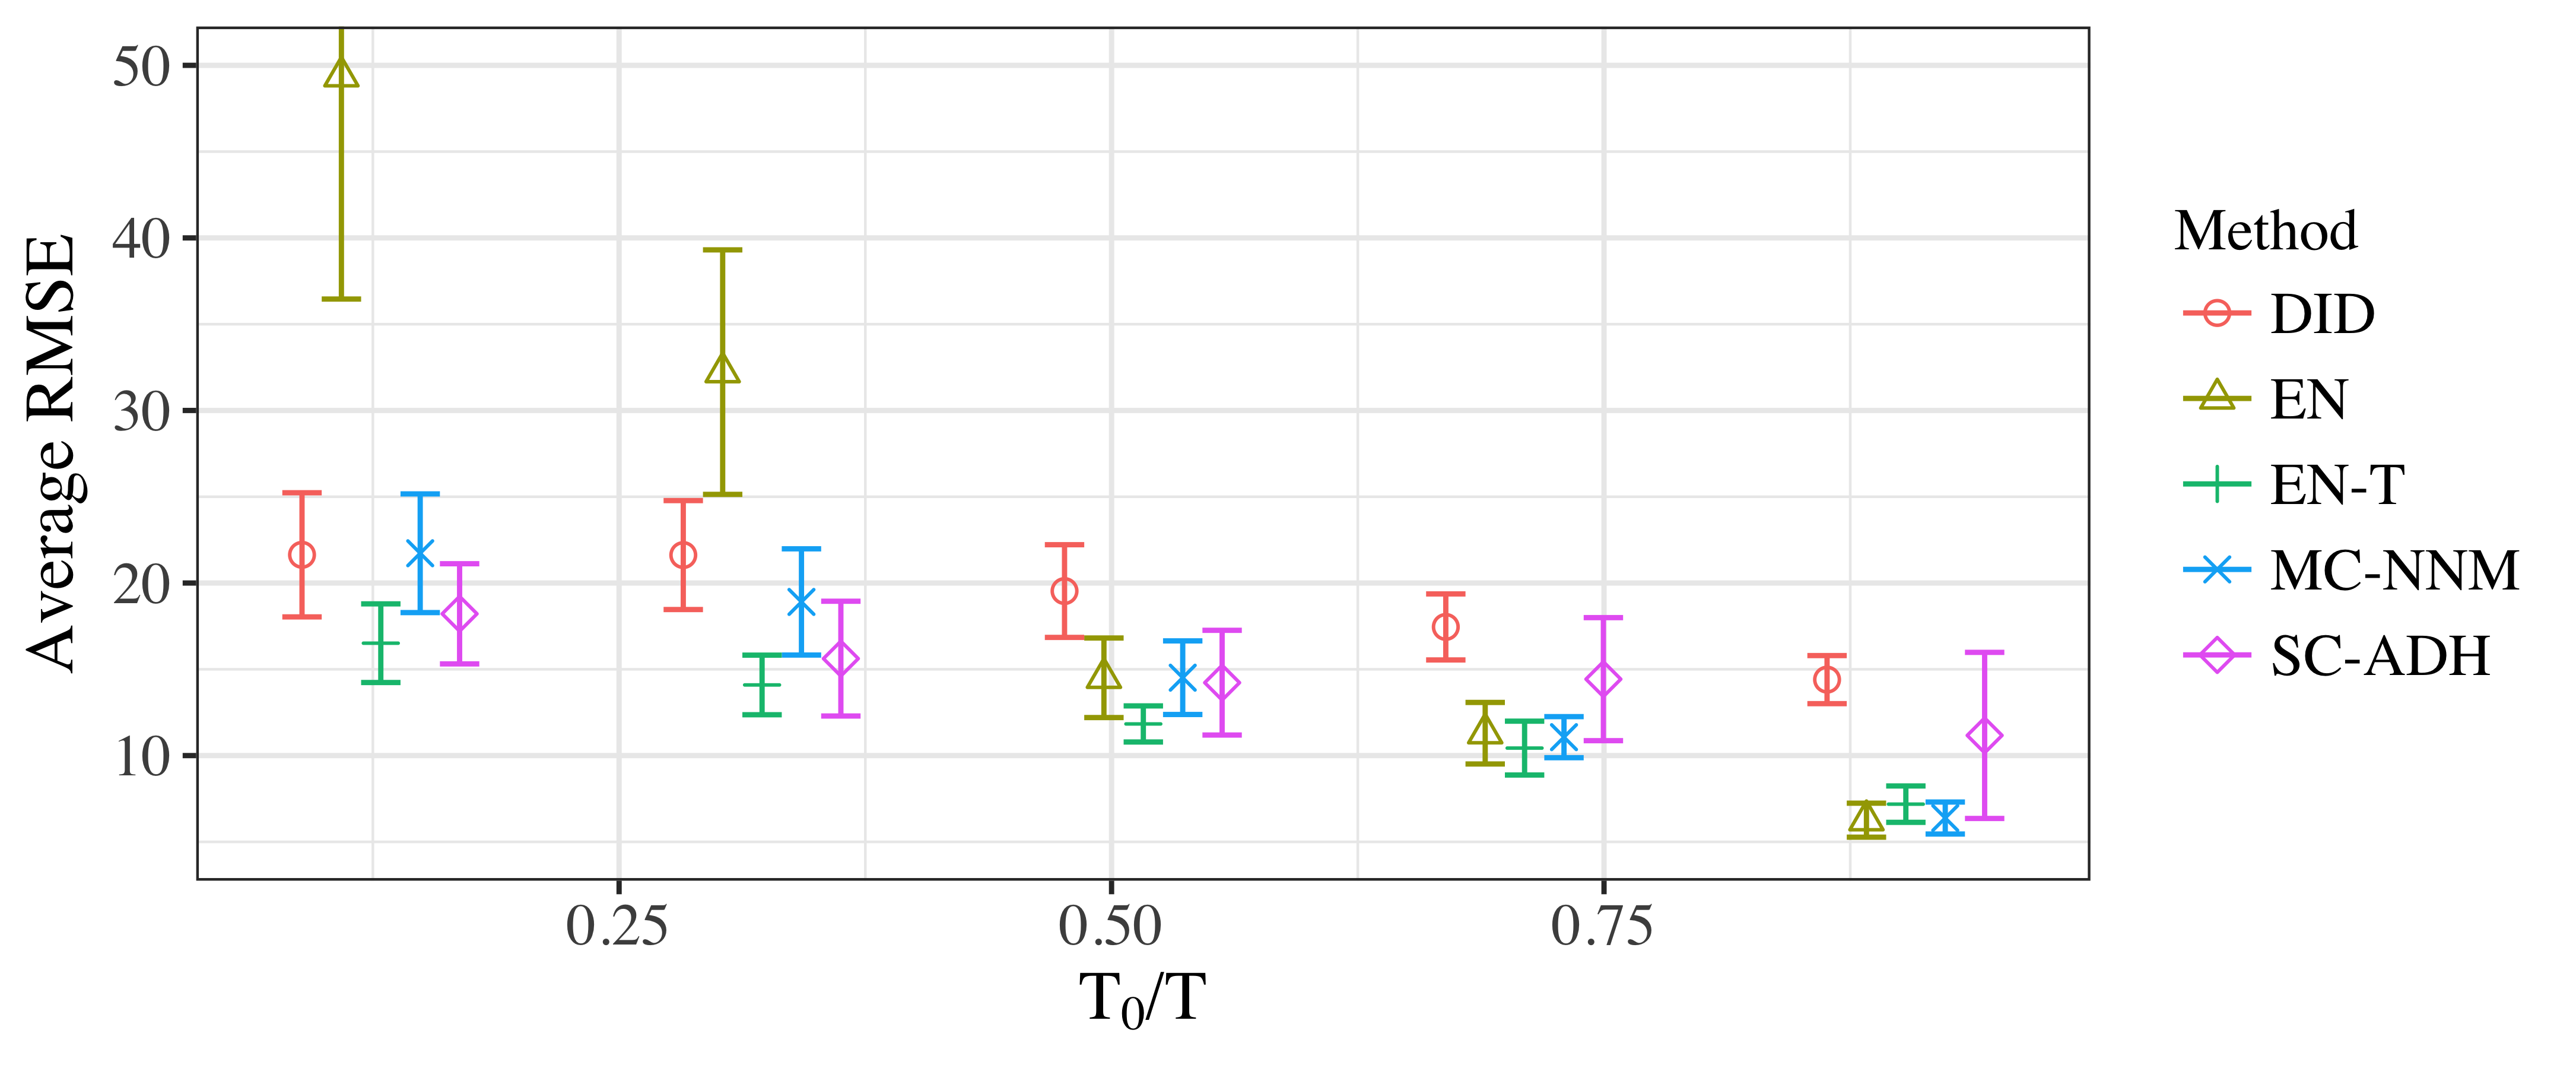 Average RMSE
50
40
30
20
10
0.25 0.50 0.75
T₀/T
Method
DID
EN
EN-T
MC-NNM
SC-ADH